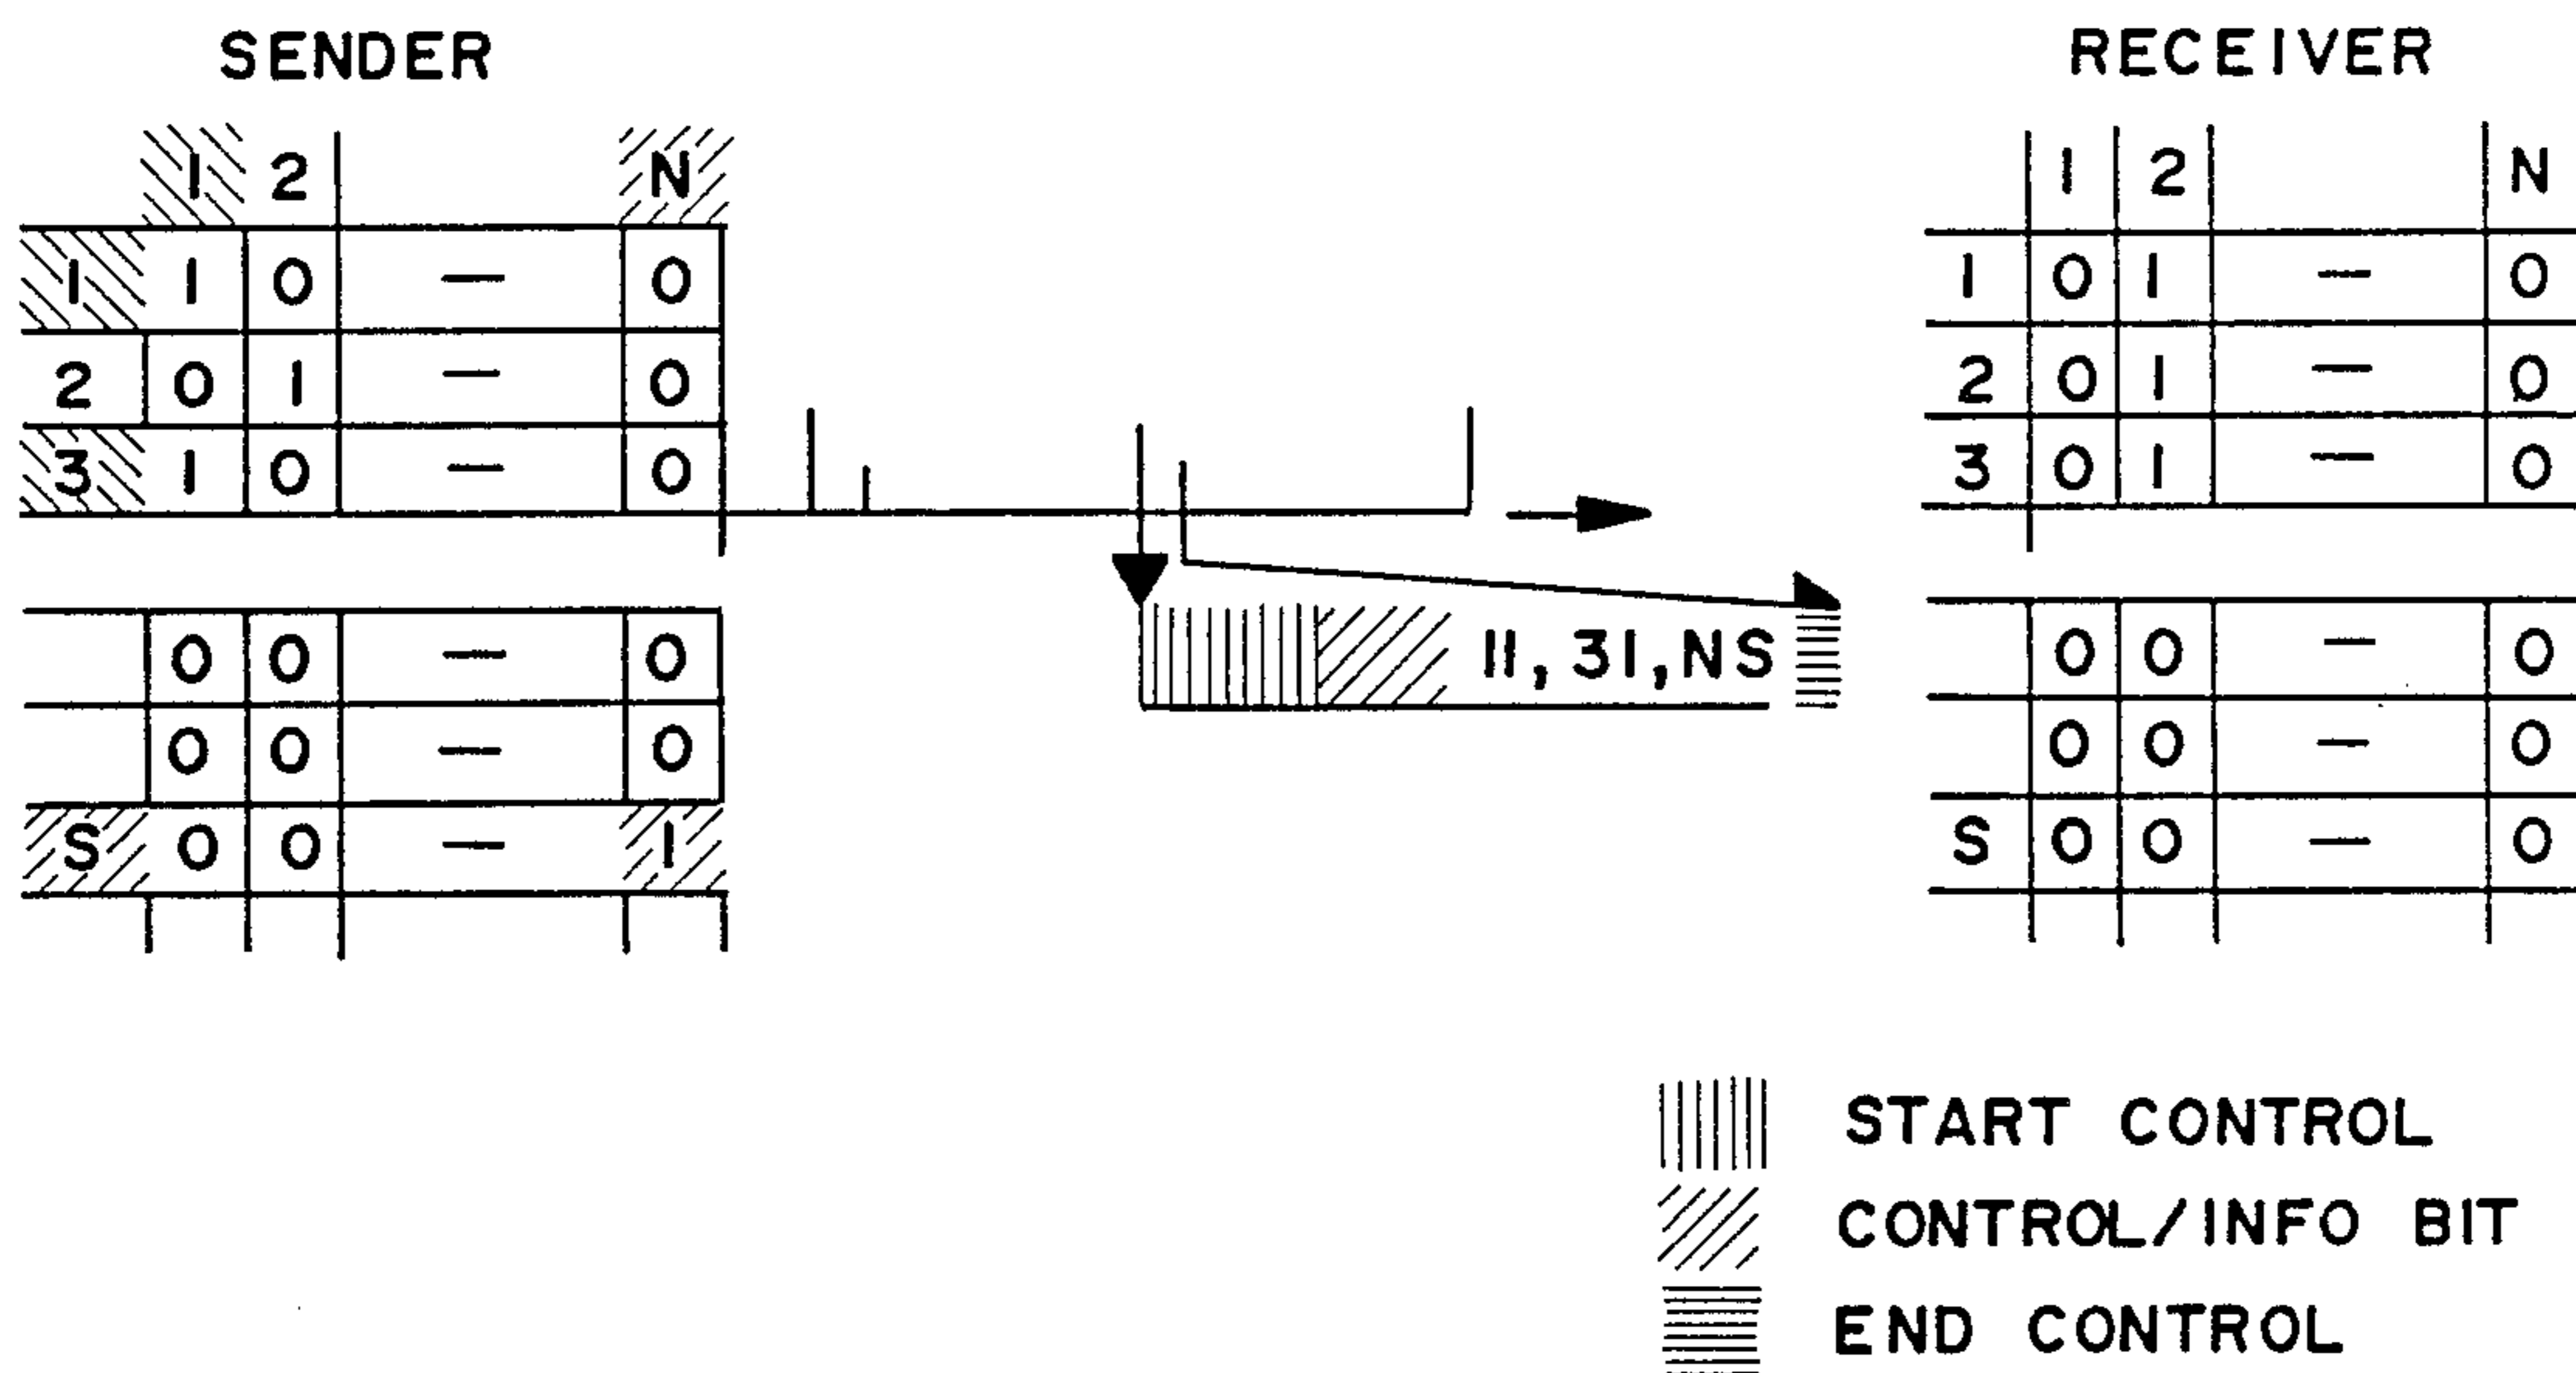 SENDER
1 2 N
1 1 0 — 0
2 0 1 — 0
3 1 0 — 0
0 0 — 0
0 0 — 0
S 0 0 — 1
11, 31, NS
RECEIVER
1 2 N
1 0 1 — 0
2 0 1 — 0
3 0 1 — 0
0 0 — 0
0 0 — 0
S 0 0 — 0
START CONTROL
CONTROL/INFO BIT
END CONTROL